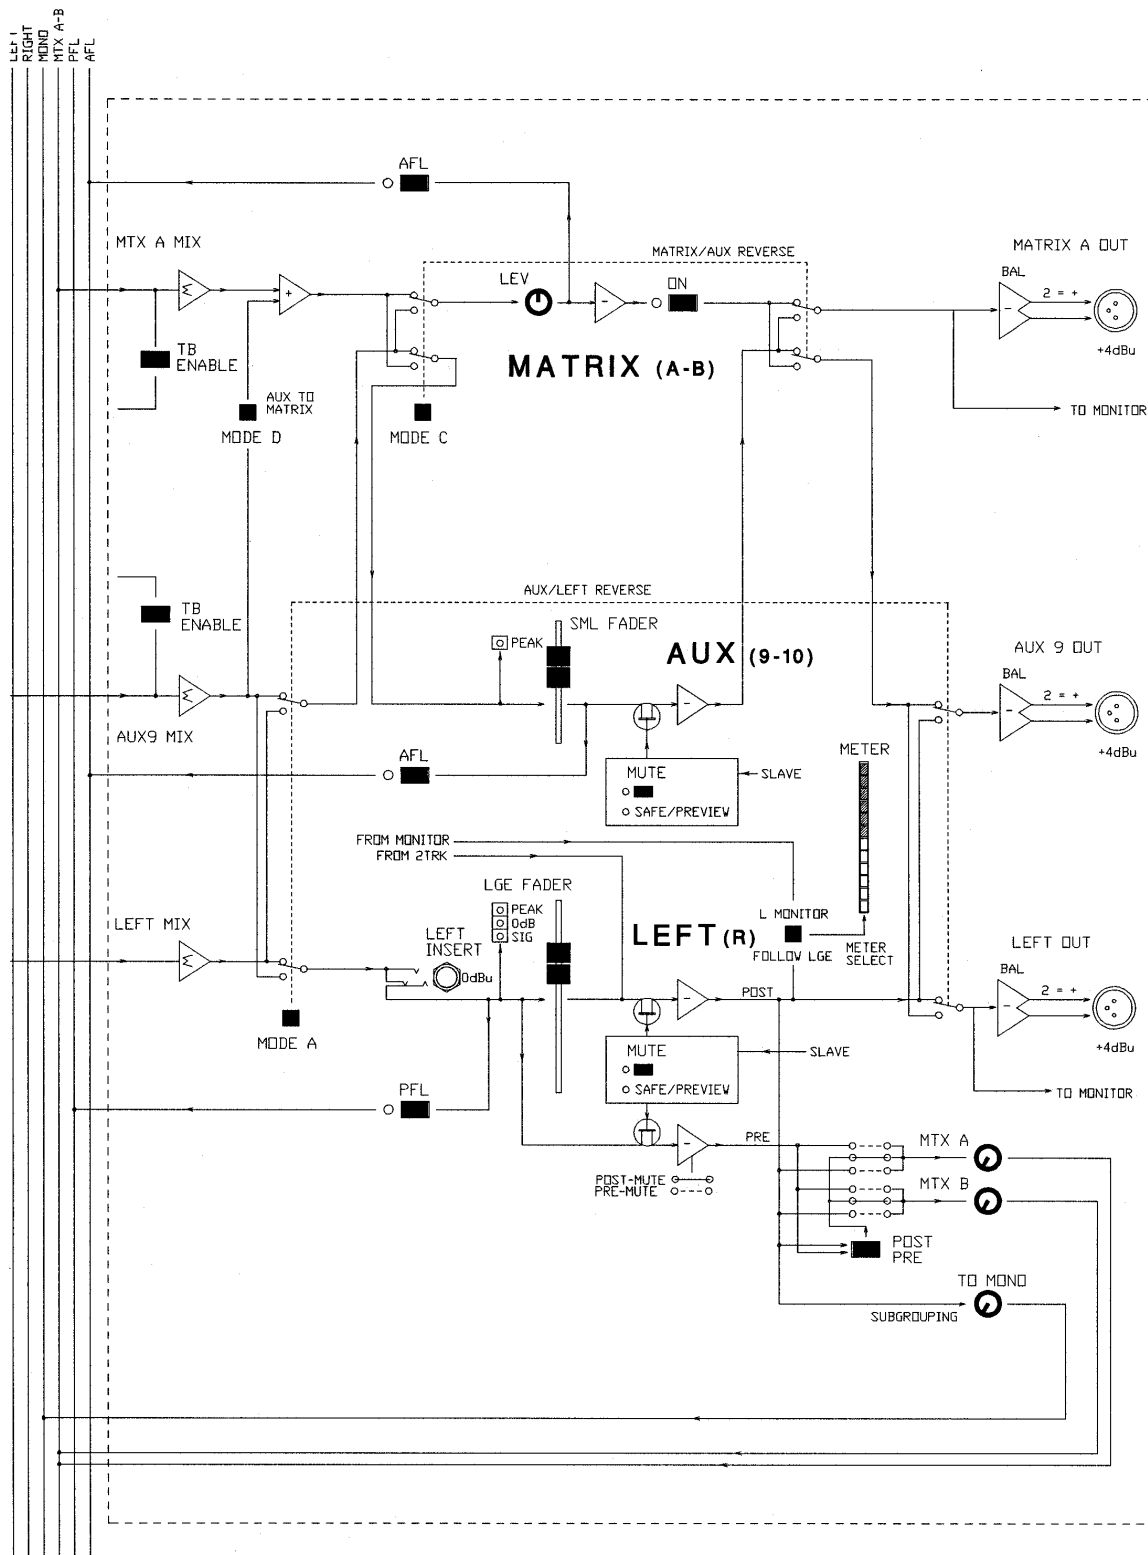 LEFT
RIGHT
MONO
MTX A-B
PFL
AFL
AFL
MTX A MIX
MATRIX/AUX REVERSE
MATRIX A OUT
LEV
ON
BAL
2 = +
+4dBu
TB
ENABLE
MATRIX (A-B)
AUX TO
MATRIX
MODE D
MODE C
TO MONITOR
AUX/LEFT REVERSE
TB
ENABLE
SML FADER
PEAK
AUX (9-10)
AUX 9 OUT
BAL
2 = +
+4dBu
AUX9 MIX
METER
AFL
MUTE
SLAVE
SAFE/PREVIEW
FROM MONITOR
FROM 2TRK
LGE FADER
PEAK
0dB
SIG
LEFT MIX
LEFT
INSERT
0dBu
LEFT (R)
L MONITOR
FOLLOW LGE
METER
SELECT
LEFT OUT
BAL
2 = +
+4dBu
POST
MODE A
MUTE
SLAVE
SAFE/PREVIEW
TO MONITOR
PFL
PRE
MTX A
POST-MUTE
PRE-MUTE
MTX B
POST
PRE
TO MONO
SUBGROUPING